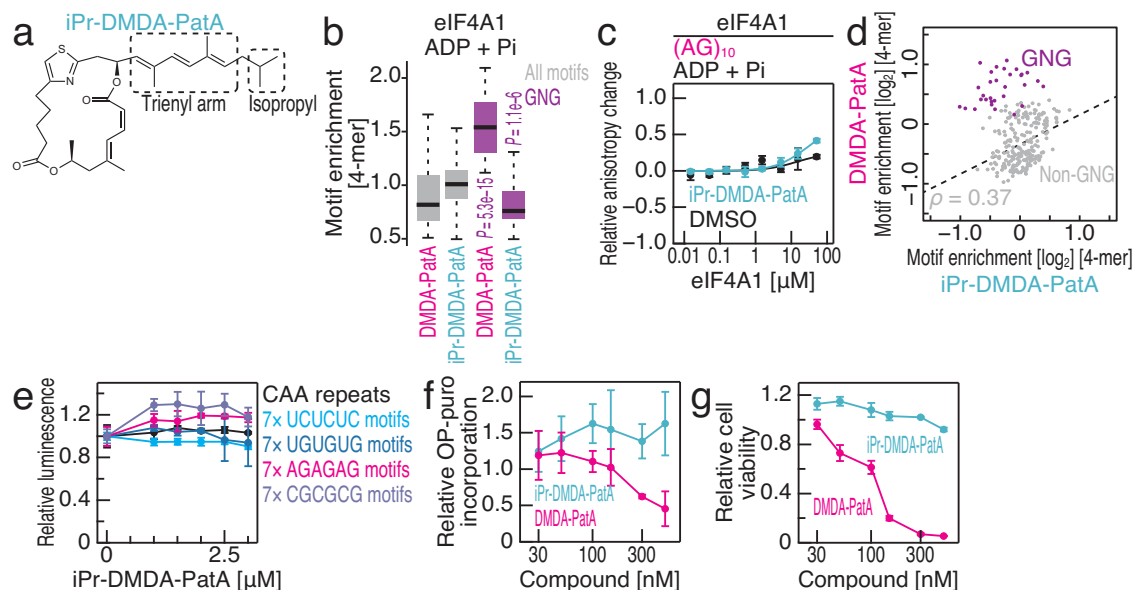 a
iPr-DMDA-PatA
S
N
O
O
O
O
Trienyl arm
Isopropyl
b
eIF4A1
ADP + Pi
Motif enrichment
[4-mer]
2.0
1.5
1.0
0.5
All motifs
GNG
P = 5.3e-15
P = 1.1e-6
DMDA-PatA
iPr-DMDA-PatA
DMDA-PatA
iPr-DMDA-PatA
c
eIF4A1
(AG)10
ADP + Pi
Relative anisotropy change
1.0
0.5
0.0
−0.5
−1.0
iPr-DMDA-PatA
DMSO
0.01
0.1
0.5
1
5
10
50
100
eIF4A1 [μM]
d
DMDA-PatA
Motif enrichment [log2] [4-mer]
1.0
0
−1.0
GNG
Non-GNG
ρ = 0.37
−1.0
0
1.0
Motif enrichment [log2] [4-mer]
iPr-DMDA-PatA
e
Relative luminescence
1.2
0.8
0.4
0
0
2.5
iPr-DMDA-PatA [μM]
CAA repeats
7× UCUCUC motifs
7× UGUGUG motifs
7× AGAGAG motifs
7× CGCGCG motifs
f
Relative OP-puro
incorporation
2.0
1.5
1.0
0.5
0
iPr-DMDA-PatA
DMDA-PatA
30
100
300
Compound [nM]
g
Relative cell
viability
1.2
0.8
0.4
0
iPr-DMDA-PatA
DMDA-PatA
30
100
300
Compound [nM]